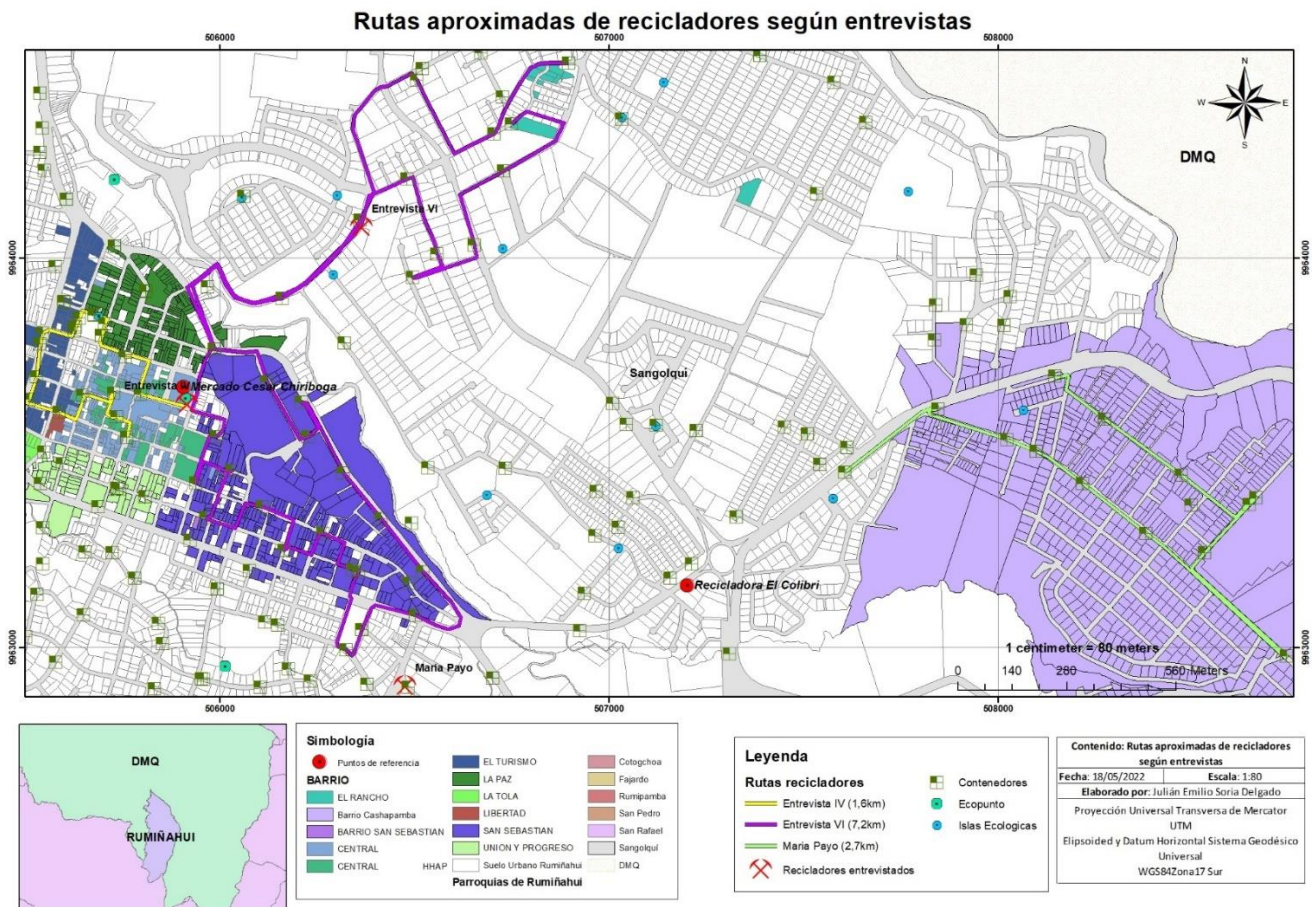 Rutas aproximadas de recicladores según entrevistas
506000
507000
508000
N
W
E
S
DMQ
Entrevista VI
9964000
9964000
Sangolqui
Mercado Cesar Chiriboga
Recicladora El Colibri
Maria Payo
9963000
9963000
1 centimeter = 80 meters
0 140 280 560 Meters
506000
507000
508000
DMQ
RUMIÑAHUI
Simbología
Puntos de referencia
BARRIO
EL RANCHO
Barrio Cashapamba
BARRIO SAN SEBASTIAN
CENTRAL
CENTRAL HHAP
EL TURISMO
LA PAZ
LA TOLA
LIBERTAD
SAN SEBASTIAN
UNION Y PROGRESO
Suelo Urbano Rumiñahui
Parroquias de Rumiñahui
Cotogchoa
Fajardo
Rumipamba
San Pedro
San Rafael
Sangolquí
DMQ
Leyenda
Rutas recicladores
Entrevista IV (1,6km)
Entrevista VI (7,2km)
Maria Payo (2,7km)
Recicladores entrevistados
Contenedores
Ecopunto
Islas Ecologicas
Contenido: Rutas aproximadas de recicladores
según entrevistas
Fecha: 18/05/2022 Escala: 1:80
Elaborado por: Julián Emilio Soria Delgado
Proyección Universal Transversa de Mercator
UTM
Elipsoided y Datum Horizontal Sistema Geodésico
Universal
WGS84Zona17 Sur